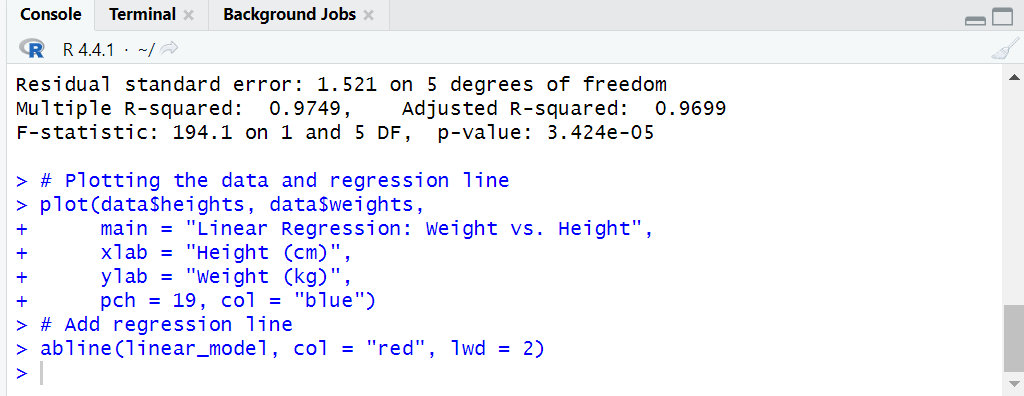 Console Terminal Background Jobs
R R 4.4.1 · ~/
Residual standard error: 1.521 on 5 degrees of freedom
Multiple R-squared:  0.9749,    Adjusted R-squared:  0.9699
F-statistic: 194.1 on 1 and 5 DF,  p-value: 3.424e-05
> # Plotting the data and regression line
> plot(data$heights, data$weights,
+      main = "Linear Regression: Weight vs. Height",
+      xlab = "Height (cm)",
+      ylab = "Weight (kg)",
+      pch = 19, col = "blue")
> # Add regression line
> abline(linear_model, col = "red", lwd = 2)
>